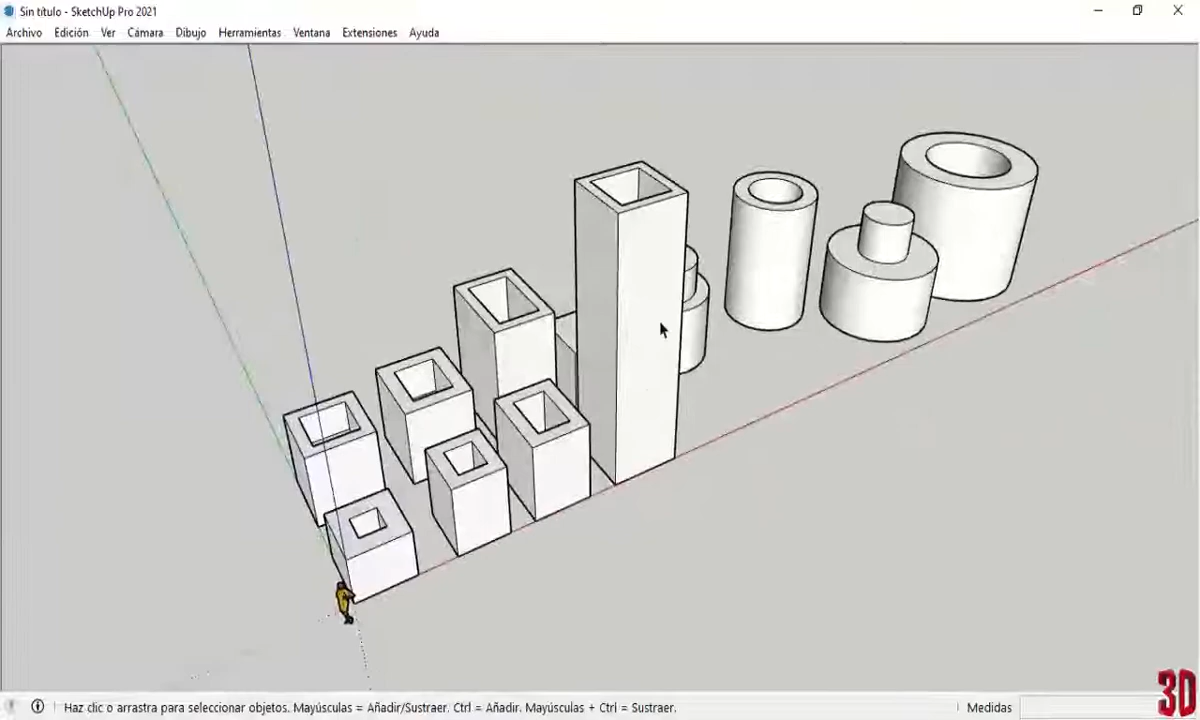 Sin título - SketchUp Pro 2021
Archivo Edición Ver Cámara Dibujo Herramientas Ventana Extensiones Ayuda
Haz clic o arrastra para seleccionar objetos. Mayúsculas = Añadir/Sustraer. Ctrl = Añadir. Mayúsculas + Ctrl = Sustraer. Medidas
3D